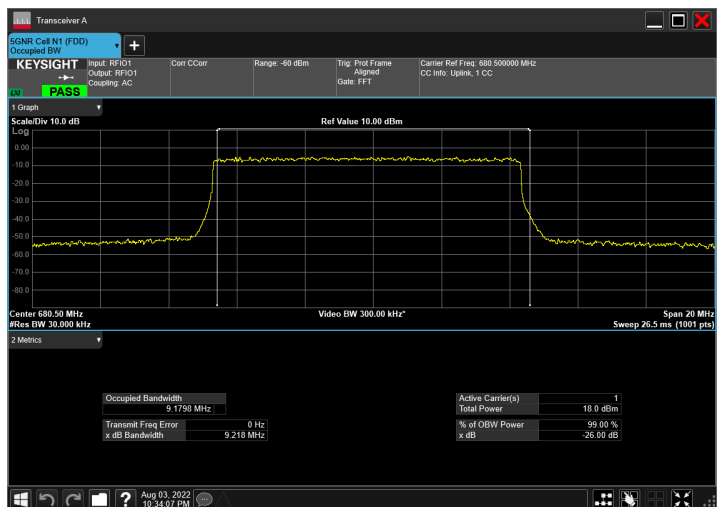 Transceiver A
5GNR Cell N1 (FDD)
Occupied BW
KEYSIGHT
PASS
Input: RFIO1
Output: RFIO1
Coupling: AC
Corr CCorr
Range: -60 dBm
Trig: Prot Frame
Aligned
Gate: FFT
Carrier Ref Freq: 680.500000 MHz
CC Info: Uplink, 1 CC
1 Graph
Scale/Div 10.0 dB
Ref Value 10.00 dBm
Log
0.00
-10.0
-20.0
-30.0
-40.0
-50.0
-60.0
-70.0
-80.0
Center 680.50 MHz
Video BW 300.00 kHz*
Span 20 MHz
#Res BW 30.000 kHz
Sweep 26.5 ms (1001 pts)
2 Metrics
Occupied Bandwidth
9.1798 MHz
Transmit Freq Error 0 Hz
x dB Bandwidth 9.218 MHz
Active Carrier(s) 1
Total Power 18.0 dBm
% of OBW Power 99.00 %
x dB -26.00 dB
?
Aug 03, 2022
10:34:07 PM